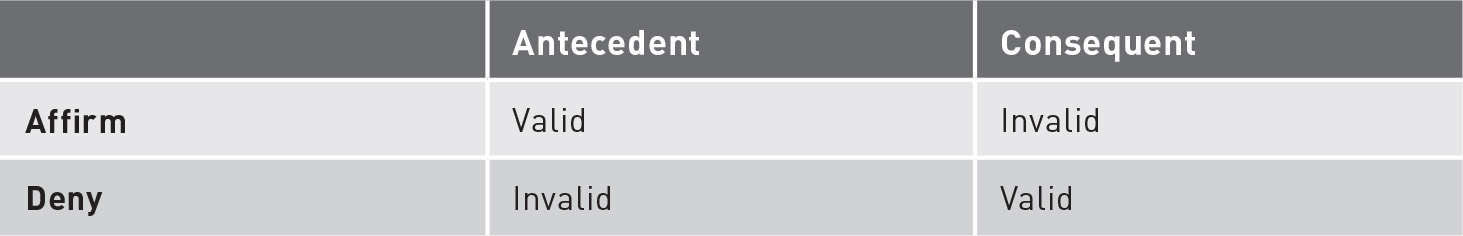 Antecedent Consequent
Affirm Valid Invalid
Deny Invalid Valid